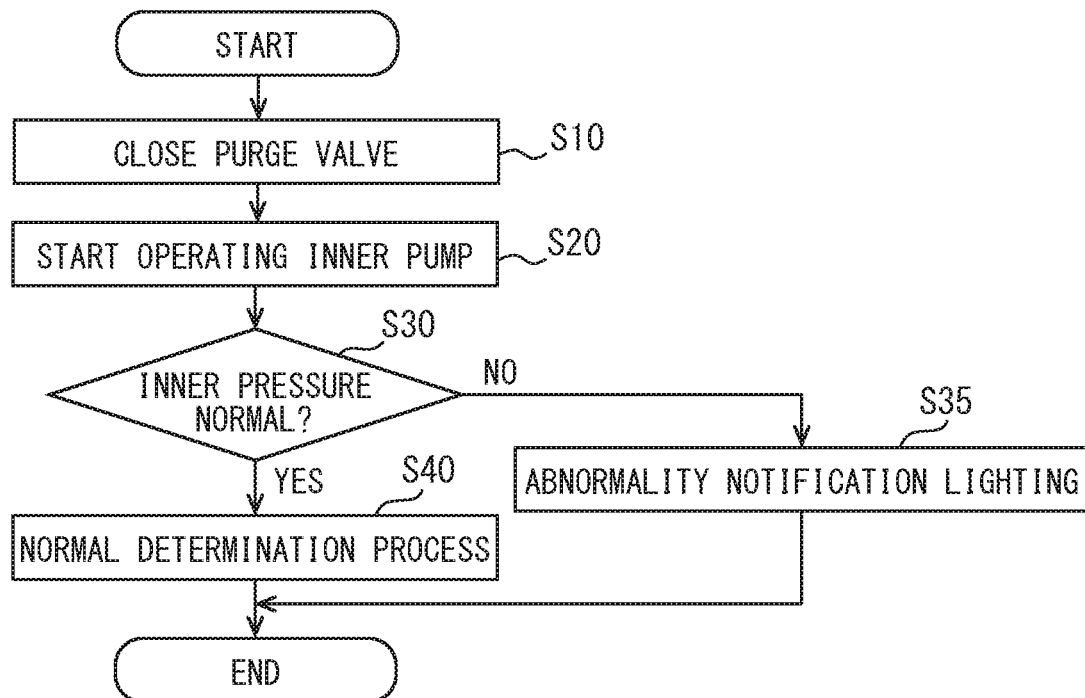 START
CLOSE PURGE VALVE
S10
START OPERATING INNER PUMP
S20
S30
INNER PRESSURE
NORMAL?
NO
YES
S35
ABNORMALITY NOTIFICATION LIGHTING
S40
NORMAL DETERMINATION PROCESS
END